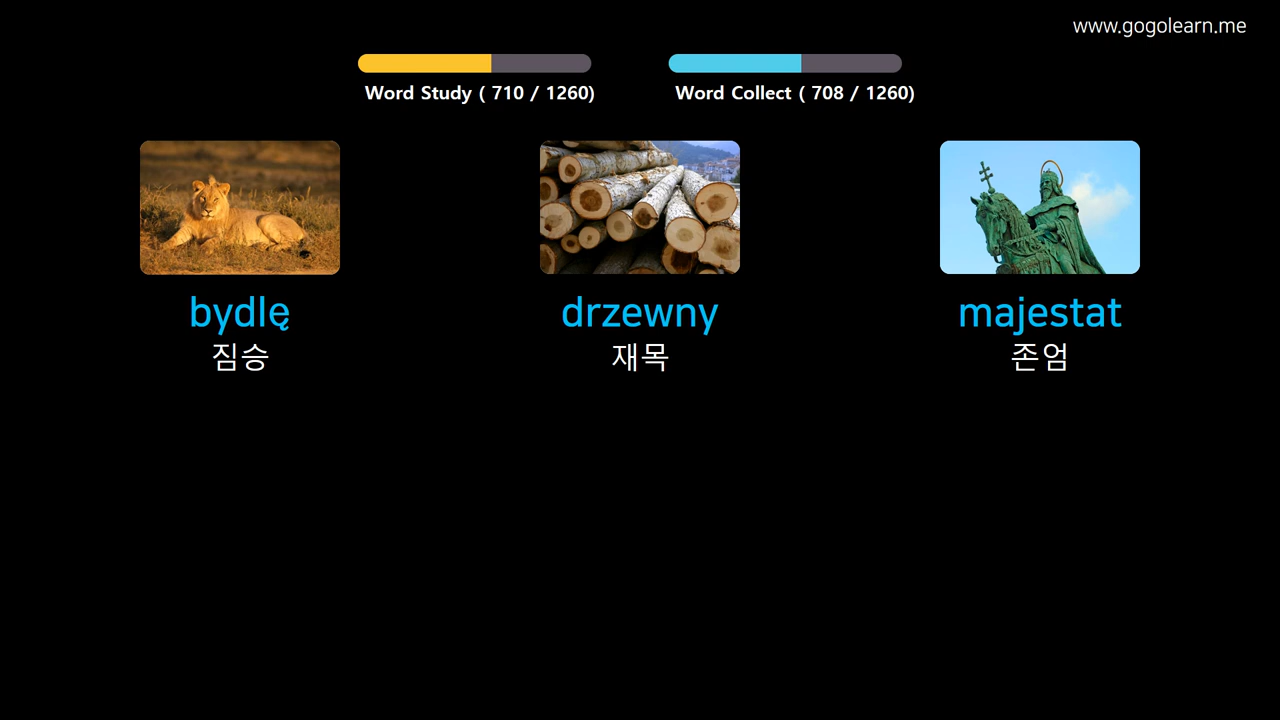 www.gogolearn.me
Word Study ( 710 / 1260)
Word Collect ( 708 / 1260)
bydlę
짐승
drzewny
재목
majestat
존엄